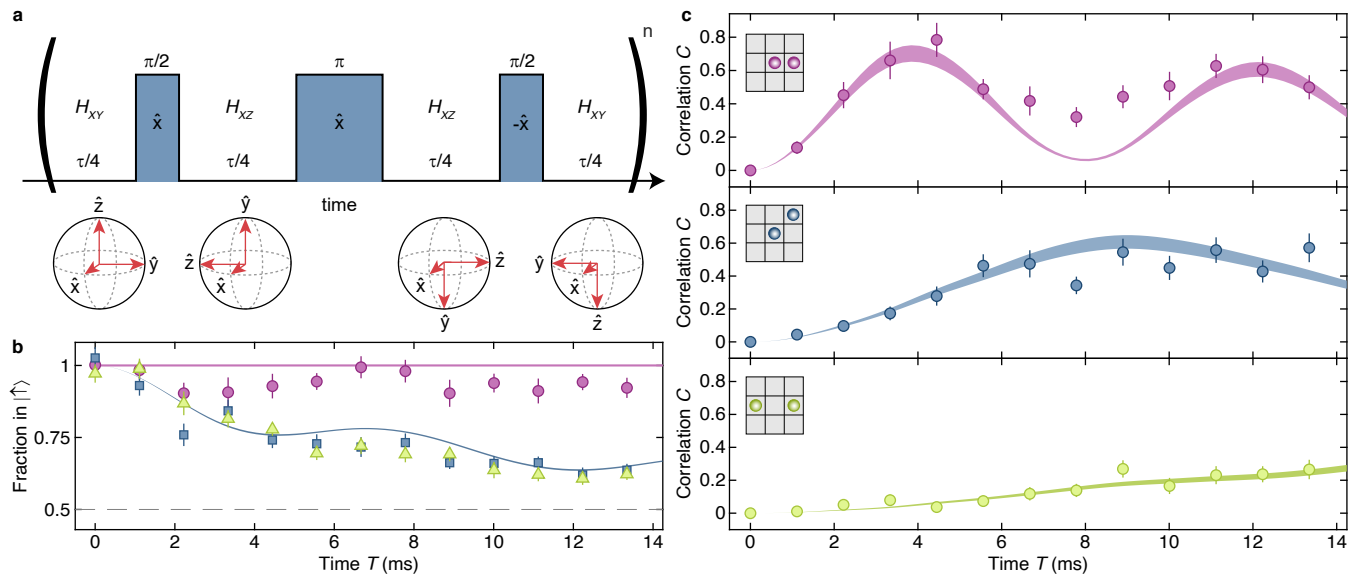 a
n
π/2 π π/2
H_XY H_XZ H_XZ H_XY
x̂ x̂ -x̂
τ/4 τ/4 τ/4 τ/4
time
ẑ ŷ
ŷ ẑ ẑ ŷ
x̂ x̂ x̂ x̂
ŷ ẑ
b
Fraction in |↑⟩
1
0.75
0.5
0 2 4 6 8 10 12 14
Time T (ms)
c
Correlation C
0.8
0.6
0.4
0.2
0
Correlation C
0.8
0.6
0.4
0.2
0
Correlation C
0.8
0.6
0.4
0.2
0
0 2 4 6 8 10 12 14
Time T (ms)